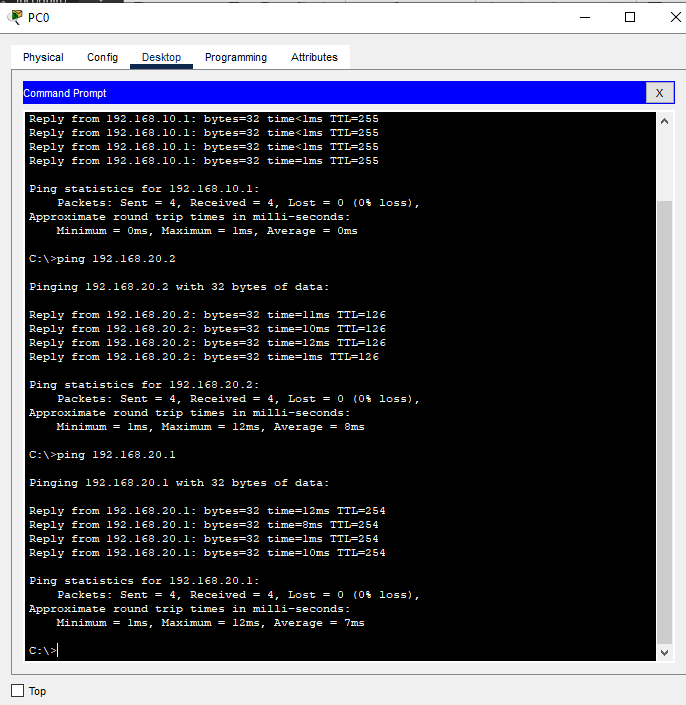 PC0
Physical Config Desktop Programming Attributes
Command Prompt X
Reply from 192.168.10.1: bytes=32 time<1ms TTL=255
Reply from 192.168.10.1: bytes=32 time<1ms TTL=255
Reply from 192.168.10.1: bytes=32 time<1ms TTL=255
Reply from 192.168.10.1: bytes=32 time=1ms TTL=255
Ping statistics for 192.168.10.1:
Packets: Sent = 4, Received = 4, Lost = 0 (0% loss),
Approximate round trip times in milli-seconds:
Minimum = 0ms, Maximum = 1ms, Average = 0ms
C:\>ping 192.168.20.2
Pinging 192.168.20.2 with 32 bytes of data:
Reply from 192.168.20.2: bytes=32 time=11ms TTL=126
Reply from 192.168.20.2: bytes=32 time=10ms TTL=126
Reply from 192.168.20.2: bytes=32 time=12ms TTL=126
Reply from 192.168.20.2: bytes=32 time=1ms TTL=126
Ping statistics for 192.168.20.2:
Packets: Sent = 4, Received = 4, Lost = 0 (0% loss),
Approximate round trip times in milli-seconds:
Minimum = 1ms, Maximum = 12ms, Average = 8ms
C:\>ping 192.168.20.1
Pinging 192.168.20.1 with 32 bytes of data:
Reply from 192.168.20.1: bytes=32 time=12ms TTL=254
Reply from 192.168.20.1: bytes=32 time=8ms TTL=254
Reply from 192.168.20.1: bytes=32 time=1ms TTL=254
Reply from 192.168.20.1: bytes=32 time=10ms TTL=254
Ping statistics for 192.168.20.1:
Packets: Sent = 4, Received = 4, Lost = 0 (0% loss),
Approximate round trip times in milli-seconds:
Minimum = 1ms, Maximum = 12ms, Average = 7ms
C:\>
Top